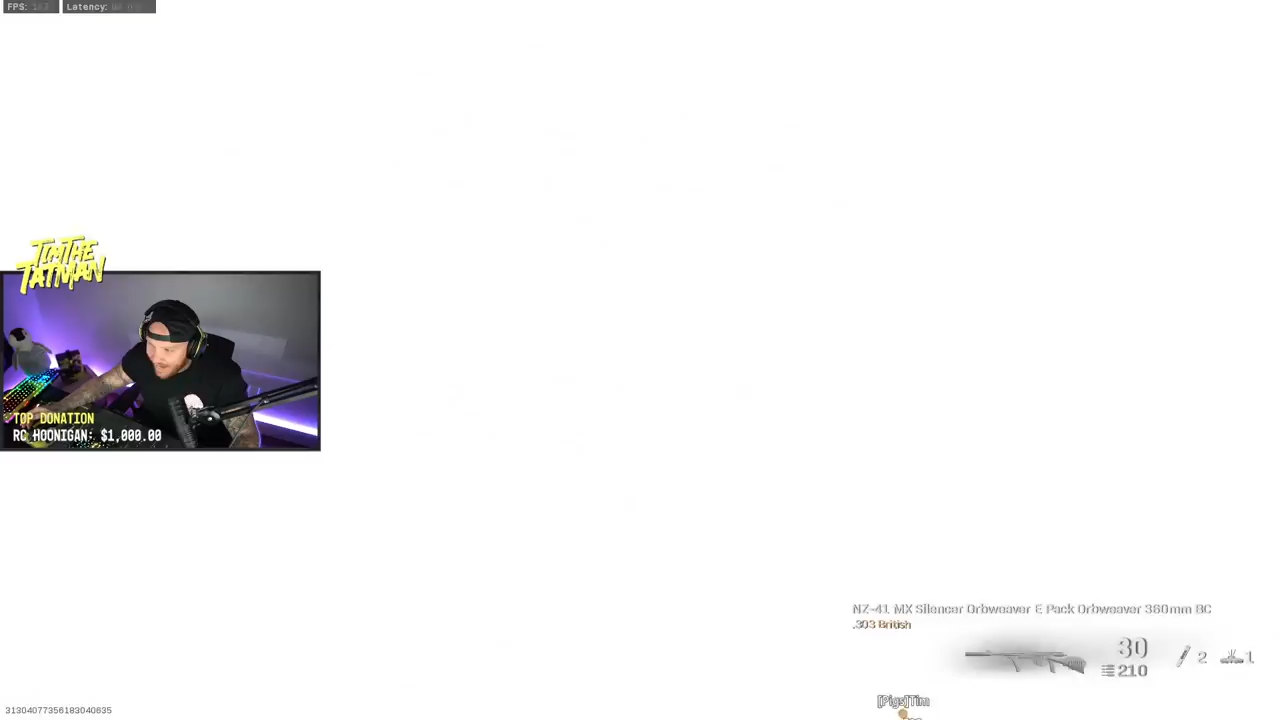 FPS:
Latency:
TIMTHE
TATMAN
TOP DONATION
RC HOONIGAN: $1,000.00
NZ-41 MX Silencer Orbweaver E Pack Orbweaver 360mm BC
.303 British
30
210
2
1
[Pigs]Tim
31304077356183040635